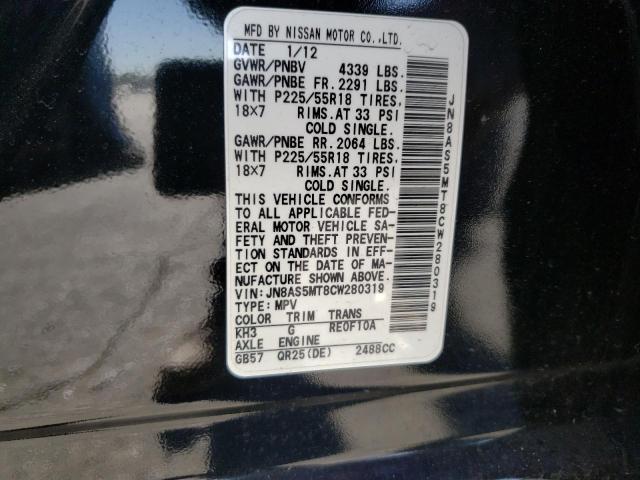 MFD BY NISSAN MOTOR CO.,LTD.
DATE 1/12
GVWR/PNBV 4339 LBS.
GAWR/PNBE FR. 2291 LBS.
WITH P225/55R18 TIRES,
18X7 RIMS. AT 33 PSI
COLD SINGLE.
GAWR/PNBE RR. 2064 LBS.
WITH P225/55R18 TIRES,
18X7 RIMS. AT 33 PSI
COLD SINGLE.
THIS VEHICLE CONFORMS
TO ALL APPLICABLE FED-
ERAL MOTOR VEHICLE SA-
FETY AND THEFT PREVEN-
TION STANDARDS IN EFF-
ECT ON THE DATE OF MA-
NUFACTURE SHOWN ABOVE.
VIN: JN8AS5MT8CW280319
TYPE: MPV
COLOR TRIM TRANS
KH3 G RE0F10A
AXLE ENGINE
GB57 QR25(DE) 2488CC
JN8AS5MT8CW280319